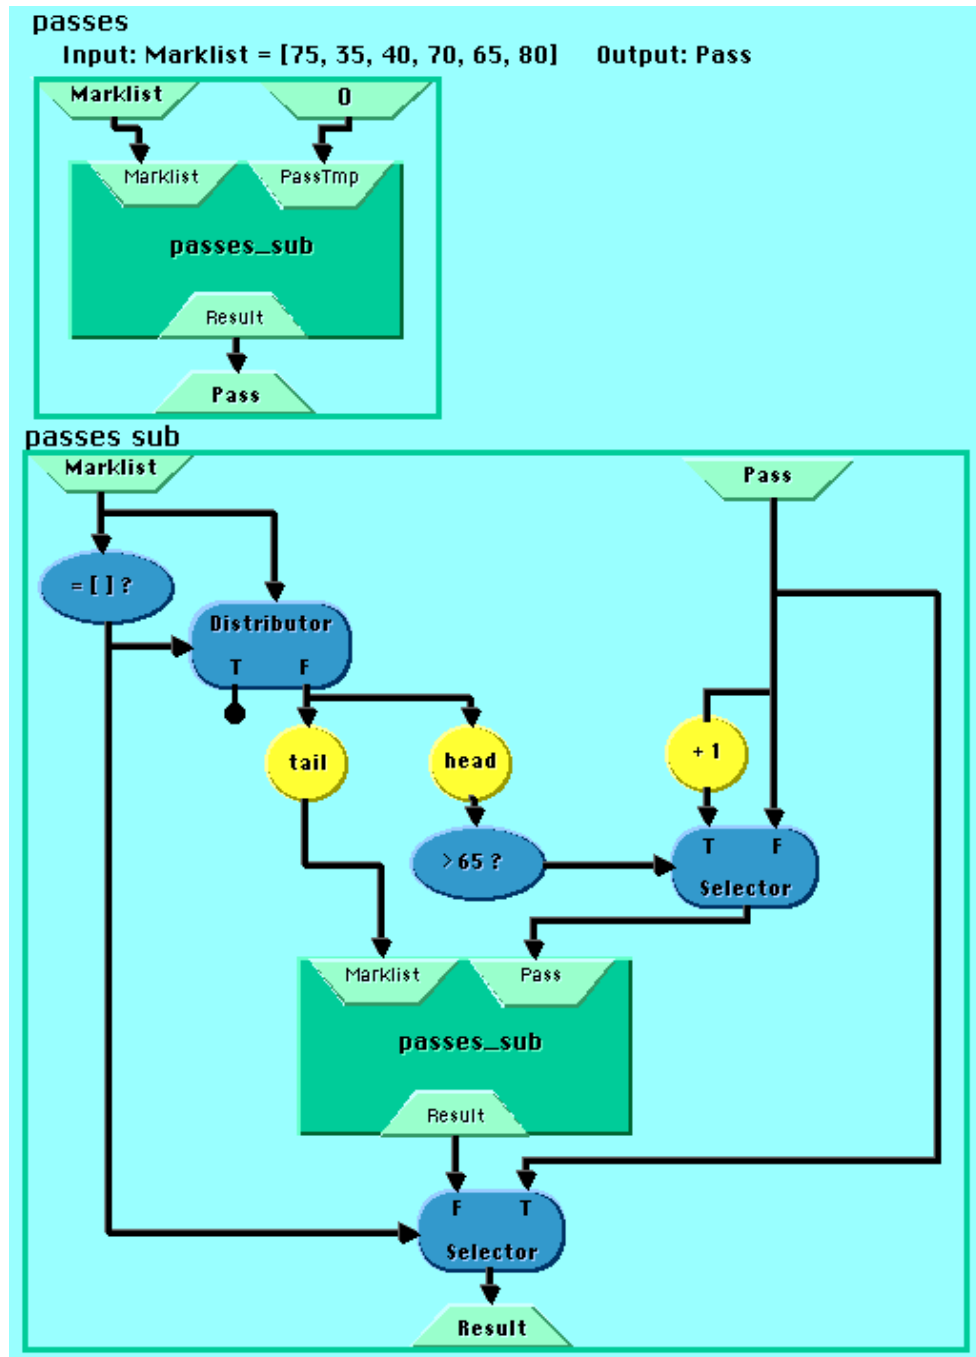 passes
Input: Marklist = [75, 35, 40, 70, 65, 80] Output: Pass
Marklist 0
Marklist PassTmp
passes_sub
Result
Pass
passes sub
Marklist Pass
= [ ] ?
Distributor
T F
tail head + 1
> 65 ?
T F
Selector
Marklist Pass
passes_sub
Result
F T
Selector
Result